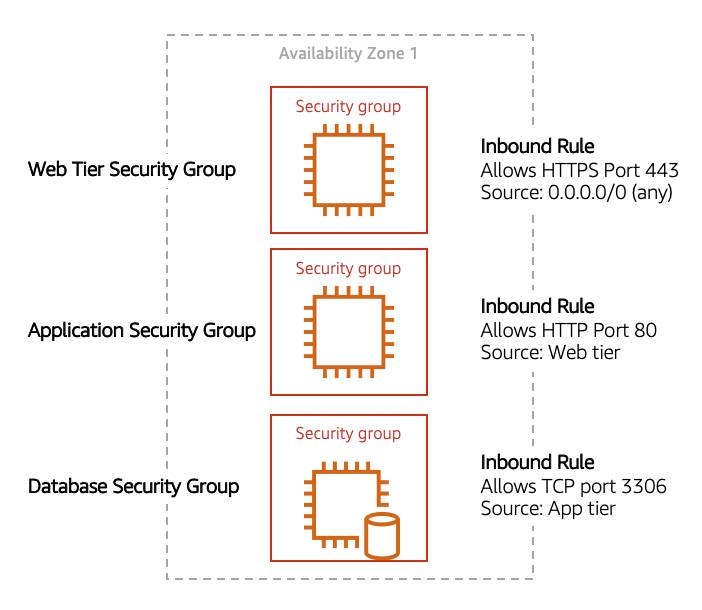 Availability Zone 1
Security group
Web Tier Security Group
Inbound Rule
Allows HTTPS Port 443
Source: 0.0.0.0/0 (any)
Security group
Application Security Group
Inbound Rule
Allows HTTP Port 80
Source: Web tier
Security group
Database Security Group
Inbound Rule
Allows TCP port 3306
Source: App tier